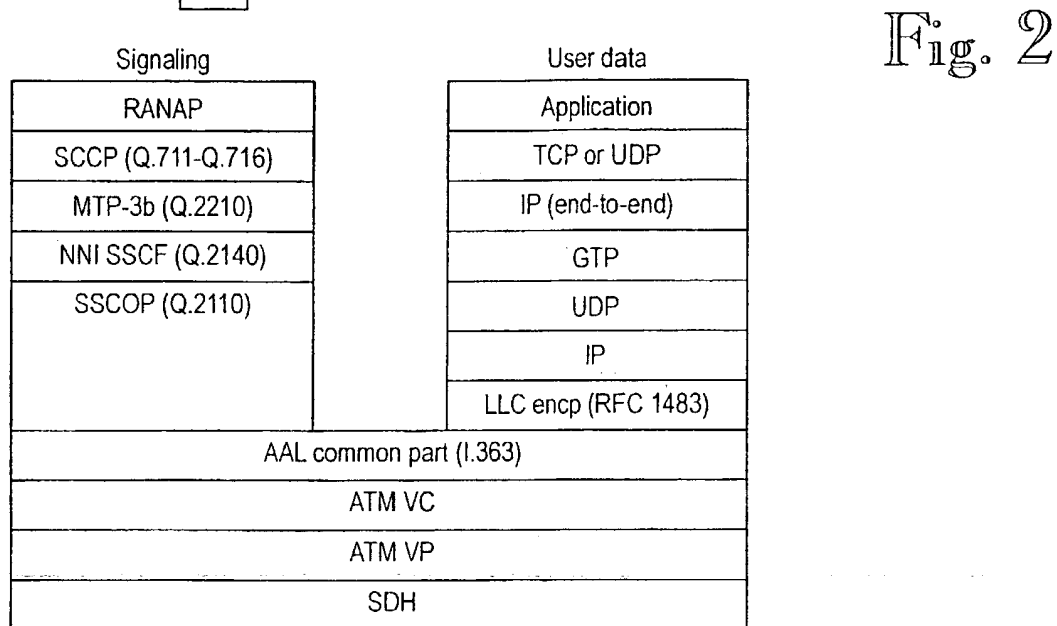 Fig. 2
Signaling
RANAP
SCCP (Q.711-Q.716)
MTP-3b (Q.2210)
NNI SSCF (Q.2140)
SSCOP (Q.2110)
User data
Application
TCP or UDP
IP (end-to-end)
GTP
UDP
IP
LLC encp (RFC 1483)
AAL common part (I.363)
ATM VC
ATM VP
SDH